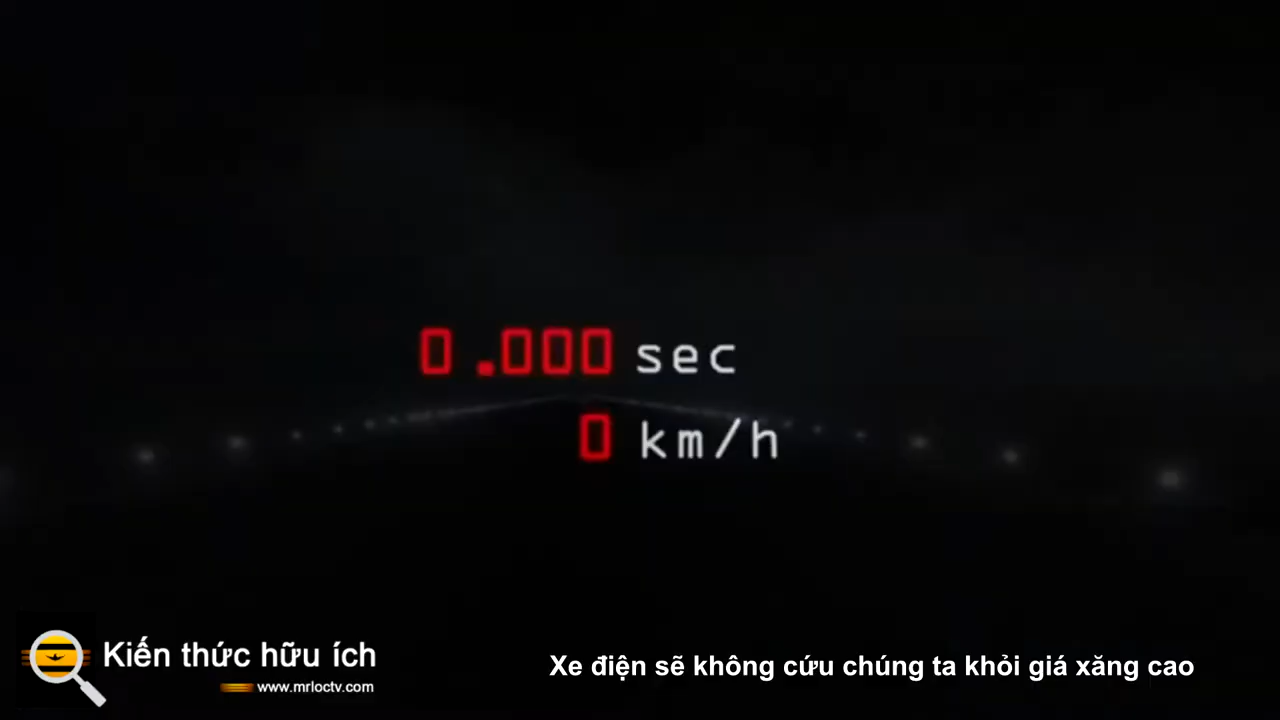 0.000 sec
0 km/h
Kiến thức hữu ích
www.mrloctv.com
Xe điện sẽ không cứu chúng ta khỏi giá xăng cao